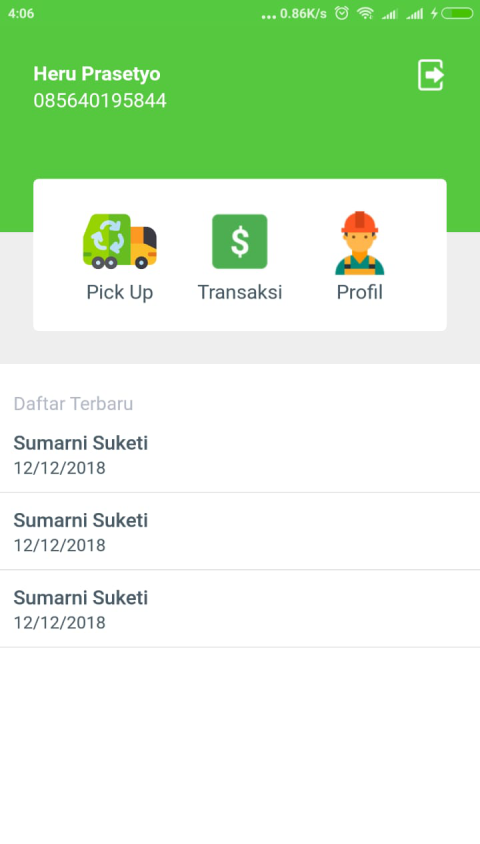 4:06
... 0.86K/s
Heru Prasetyo
085640195844
$
Pick Up
Transaksi
Profil
Daftar Terbaru
Sumarni Suketi
12/12/2018
Sumarni Suketi
12/12/2018
Sumarni Suketi
12/12/2018